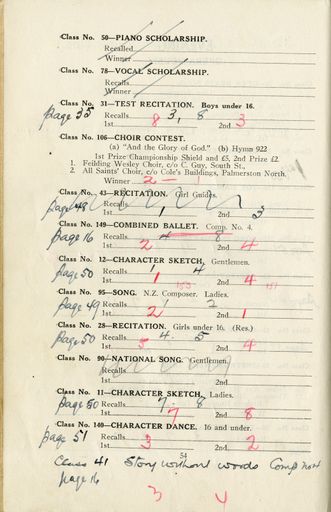 Class No. 50—PIANO SCHOLARSHIP.
Recalled
Winner
Class No. 78—VOCAL SCHOLARSHIP.
Recalls
Winner
Class No. 31—TEST RECITATION. Boys under 16.
page 35 Recalls 3, 8
1st 8 2nd 3
Class No. 106—CHOIR CONTEST.
(a) "And the Glory of God." (b) Hymn 922
1st Prize Championship Shield and £5, 2nd Prize £2
1. Feilding Wesley Choir, c/o C. Guy, South St.,
2. All Saints' Choir, c/o Cole's Buildings, Palmerston North.
Winner 2 — 1
Class No. 43—RECITATION. Girl Guides.
page 48 Recalls
1st 1 2nd 3
Class No. 149—COMBINED BALLET. Comp. No. 4.
page 16 Recalls 4 8
1st 2 2nd 4
Class No. 12—CHARACTER SKETCH, Gentlemen.
page 50 Recalls 1 4
1st 1 150 2nd 4 151
Class No. 95—SONG. N.Z. Composer. Ladies.
page 49 Recalls 1 2
1st 2 2nd 1
Class No. 28—RECITATION. Girls under 16. (Res.)
page 50 Recalls 4. 5
1st 5 2nd 4
Class No. 90—NATIONAL SONG. Gentlemen.
Recalls
1st 2nd
Class No. 11—CHARACTER SKETCH, Ladies.
page 50 Recalls 7. 8
1st 7 2nd 8
Class No. 140—CHARACTER DANCE. 16 and under.
page 51 Recalls 3
1st 2nd 2
54
Class 41 Story without words Comp no 4
page 16
3 4